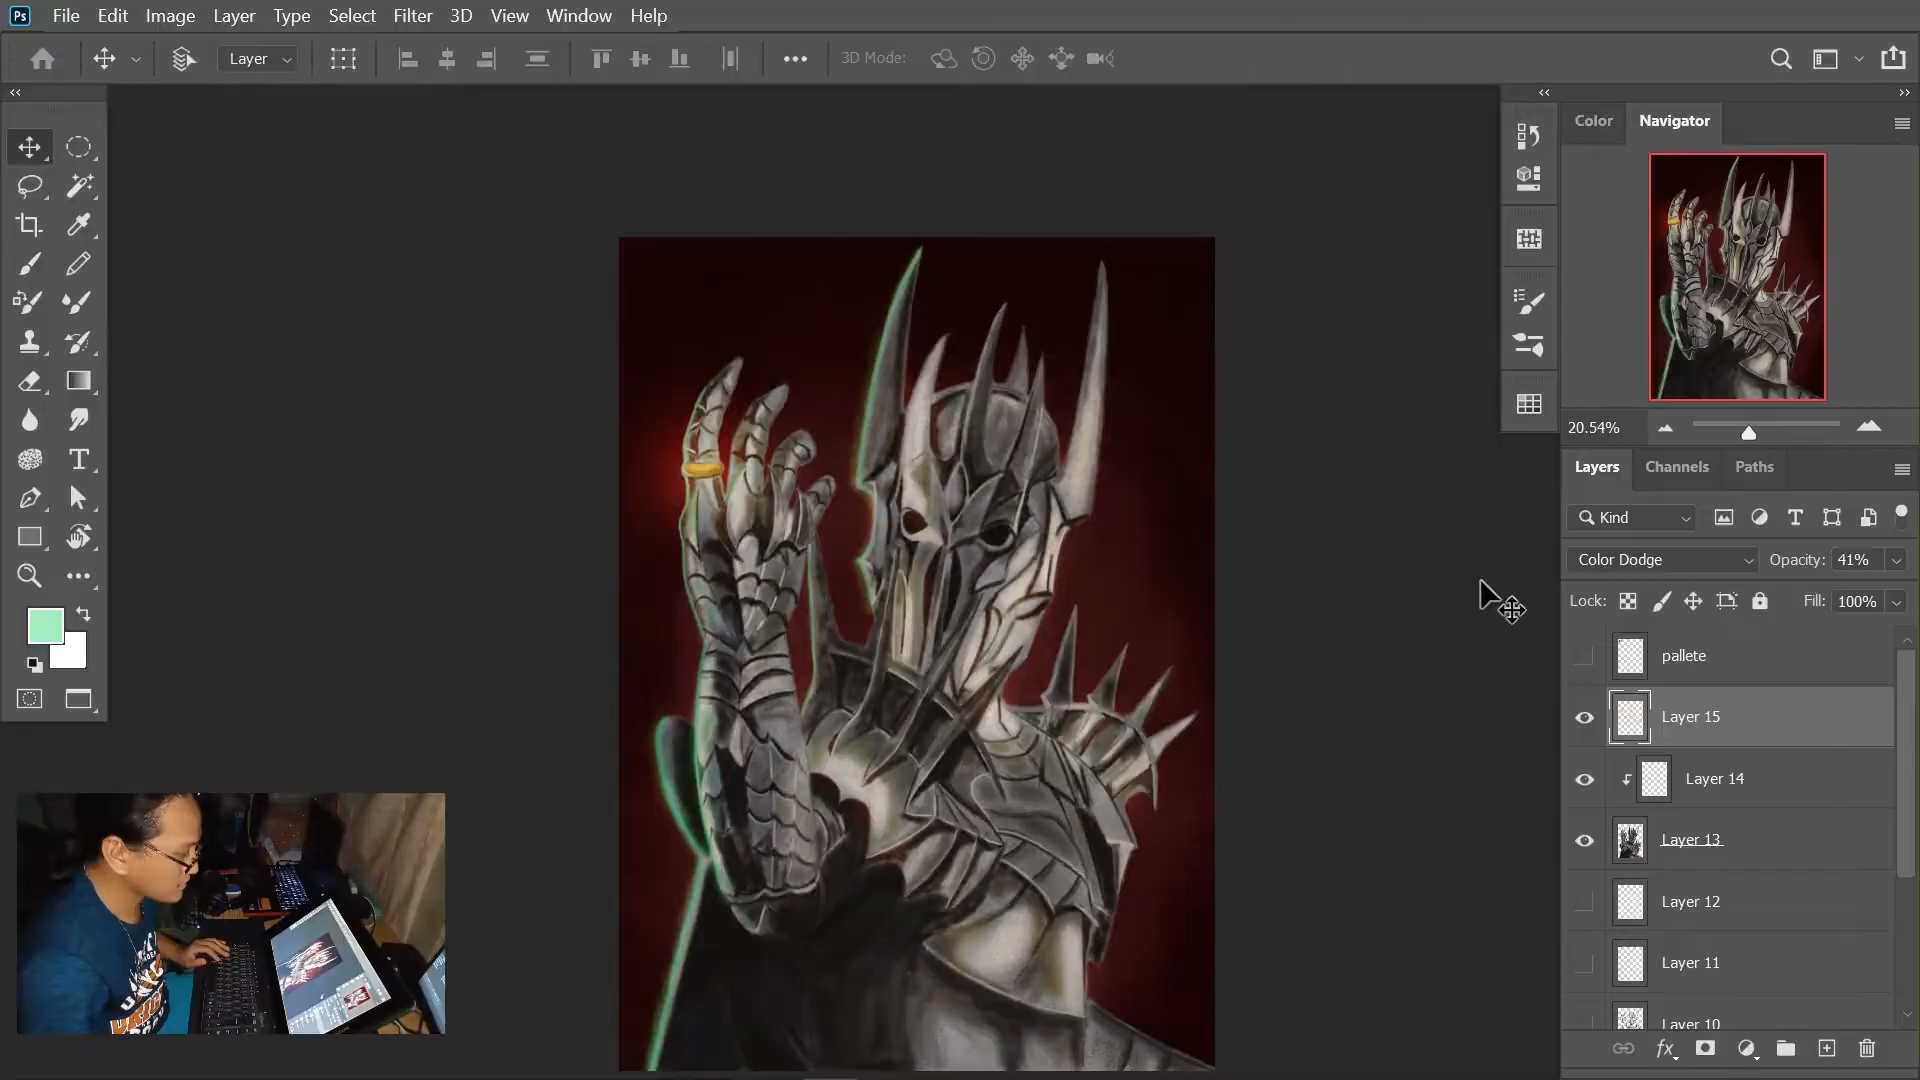 Ps File Edit Image Layer Type Select Filter 3D View Window Help
Layer 3D Mode:
Color Navigator
20.54%
Layers Channels Paths
Kind
Color Dodge Opacity: 41%
Lock: Fill: 100%
pallete
Layer 15
Layer 14
Layer 13
Layer 12
Layer 11
Layer 10
fx